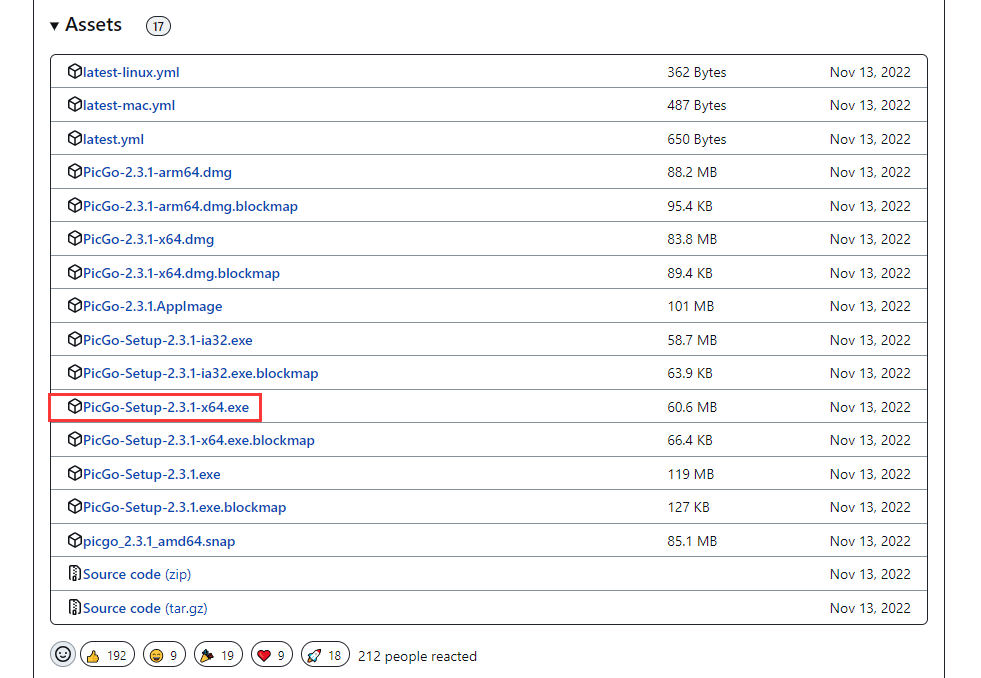 Assets 17
latest-linux.yml 362 Bytes Nov 13, 2022
latest-mac.yml 487 Bytes Nov 13, 2022
latest.yml 650 Bytes Nov 13, 2022
PicGo-2.3.1-arm64.dmg 88.2 MB Nov 13, 2022
PicGo-2.3.1-arm64.dmg.blockmap 95.4 KB Nov 13, 2022
PicGo-2.3.1-x64.dmg 83.8 MB Nov 13, 2022
PicGo-2.3.1-x64.dmg.blockmap 89.4 KB Nov 13, 2022
PicGo-2.3.1.AppImage 101 MB Nov 13, 2022
PicGo-Setup-2.3.1-ia32.exe 58.7 MB Nov 13, 2022
PicGo-Setup-2.3.1-ia32.exe.blockmap 63.9 KB Nov 13, 2022
PicGo-Setup-2.3.1-x64.exe 60.6 MB Nov 13, 2022
PicGo-Setup-2.3.1-x64.exe.blockmap 66.4 KB Nov 13, 2022
PicGo-Setup-2.3.1.exe 119 MB Nov 13, 2022
PicGo-Setup-2.3.1.exe.blockmap 127 KB Nov 13, 2022
picgo_2.3.1_amd64.snap 85.1 MB Nov 13, 2022
Source code (zip) Nov 13, 2022
Source code (tar.gz) Nov 13, 2022
192 9 19 9 18 212 people reacted